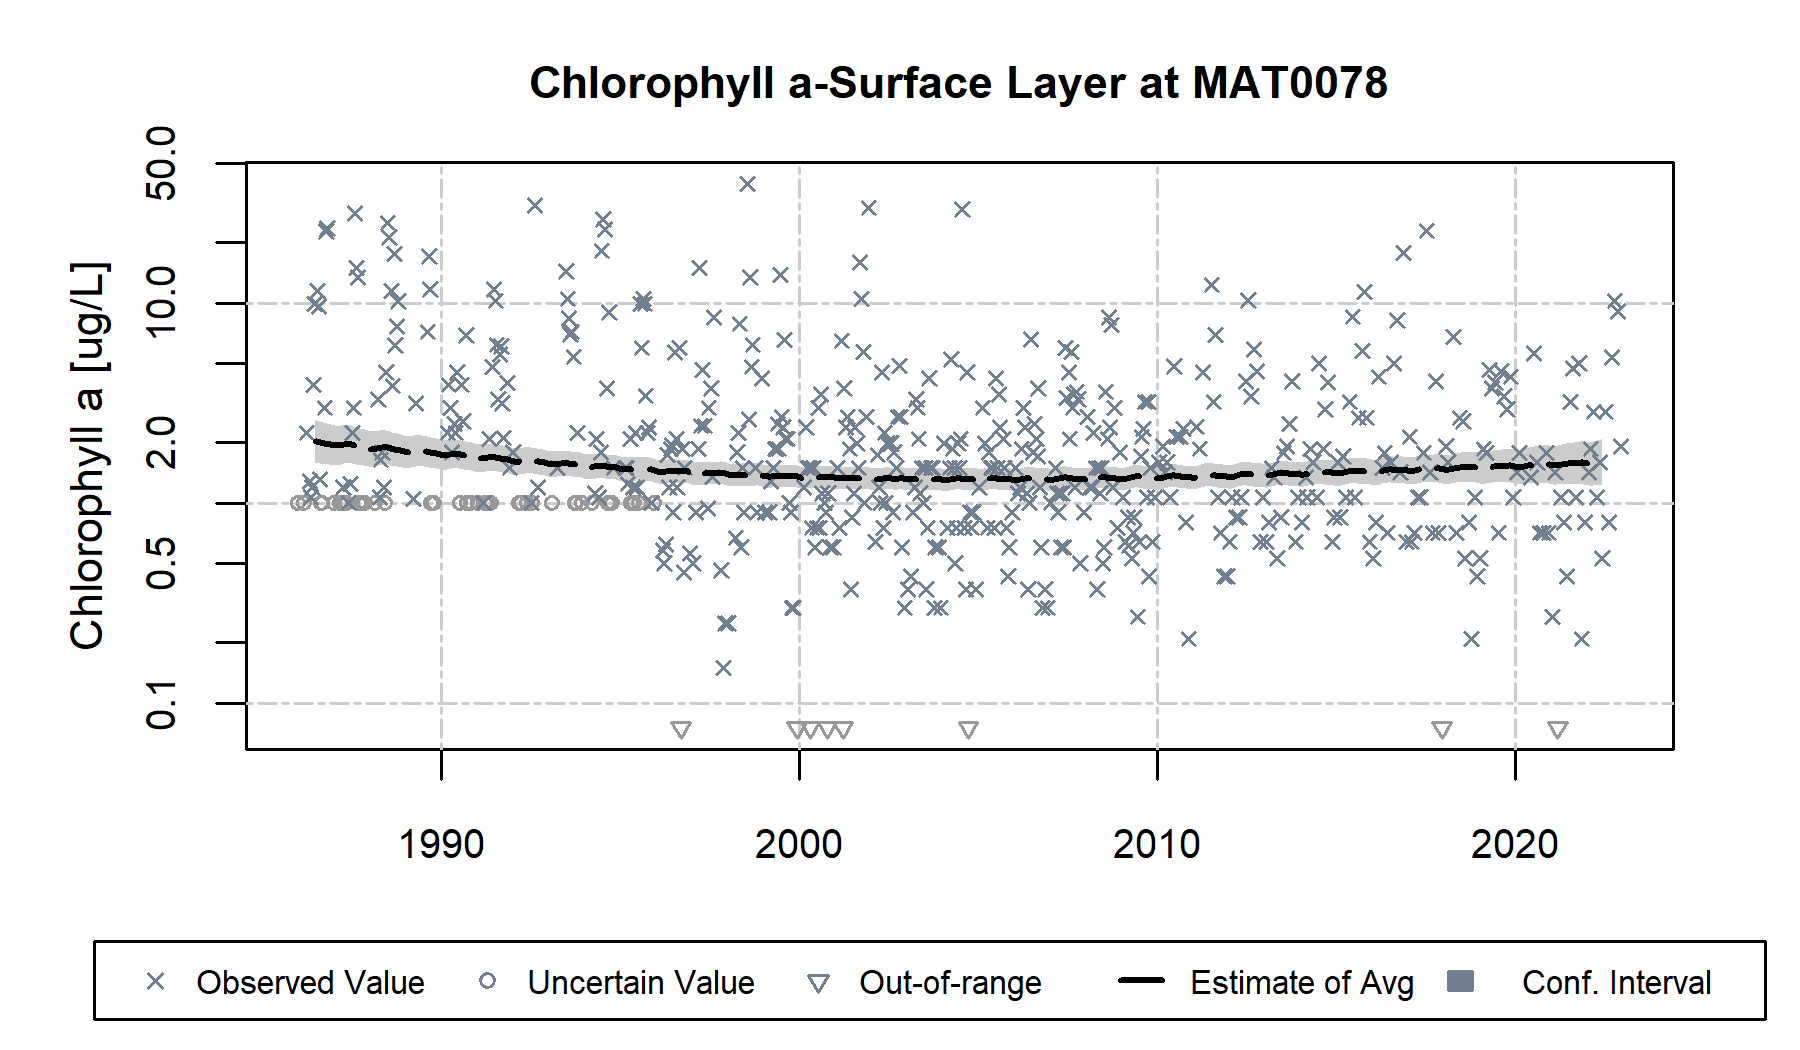 Chlorophyll a-Surface Layer at MAT0078
Chlorophyll a [ug/L]
50.0
10.0
2.0
0.5
0.1
1990 2000 2010 2020
Observed Value Uncertain Value Out-of-range Estimate of Avg Conf. Interval